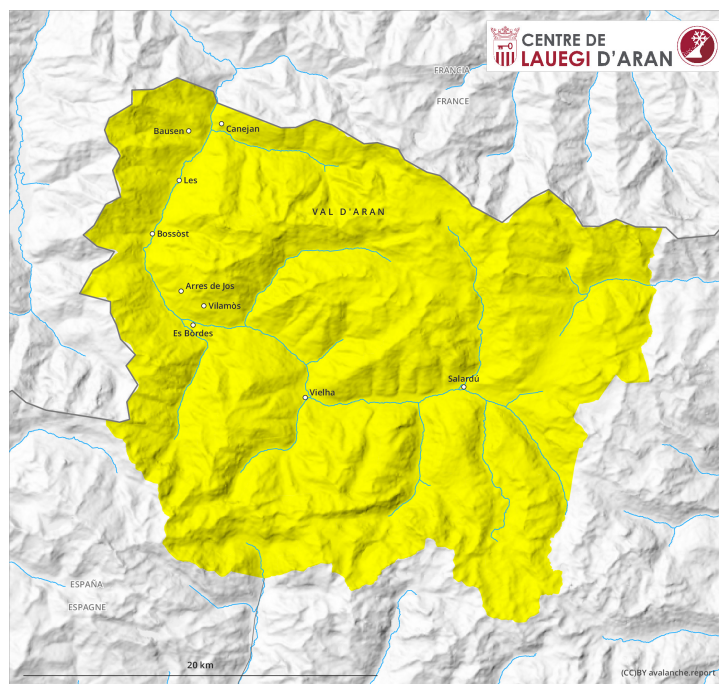 CENTRE DE
LAUEGI D'ARAN
FRANCIA
FRANCE
Bausen
Canejan
Les
VAL D'ARAN
Bossòst
Arres de Jos
Vilamòs
Es Bòrdes
Salardú
Vielha
ESPAÑA
ESPAGNE
20 km
(CC)BY avalanche.report